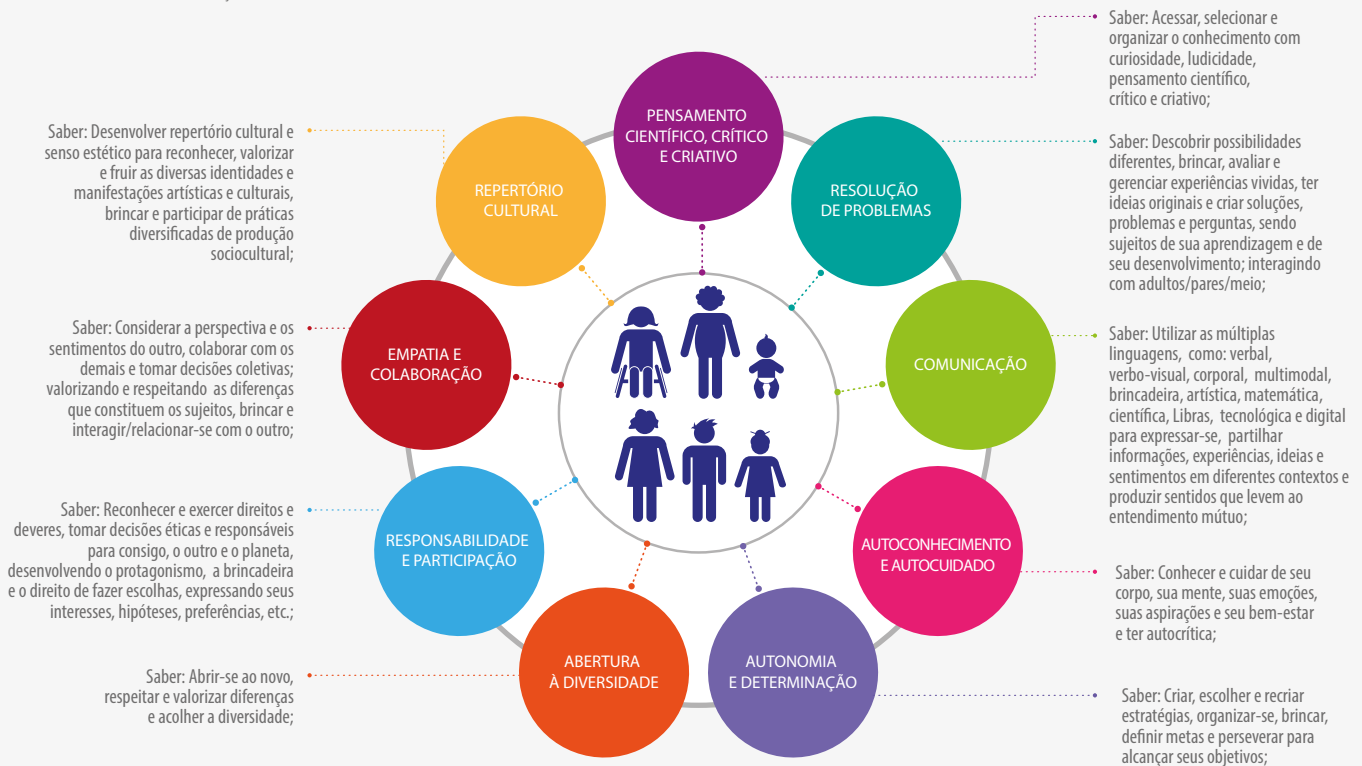 PENSAMENTO
CIENTÍFICO, CRÍTICO
E CRIATIVO
Saber: Acessar, selecionar e
organizar o conhecimento com
curiosidade, ludicidade,
pensamento científico,
crítico e criativo;
RESOLUÇÃO
DE PROBLEMAS
Saber: Descobrir possibilidades
diferentes, brincar, avaliar e
gerenciar experiências vividas, ter
ideias originais e criar soluções,
problemas e perguntas, sendo
sujeitos de sua aprendizagem e de
seu desenvolvimento; interagindo
com adultos/pares/meio;
COMUNICAÇÃO
Saber: Utilizar as múltiplas
linguagens, como: verbal,
verbo-visual, corporal, multimodal,
brincadeira, artística, matemática,
científica, Libras, tecnológica e digital
para expressar-se, partilhar
informações, experiências, ideias e
sentimentos em diferentes contextos e
produzir sentidos que levem ao
entendimento mútuo;
AUTOCONHECIMENTO
E AUTOCUIDADO
Saber: Conhecer e cuidar de seu
corpo, sua mente, suas emoções,
suas aspirações e seu bem-estar
e ter autocrítica;
AUTONOMIA
E DETERMINAÇÃO
Saber: Criar, escolher e recriar
estratégias, organizar-se, brincar,
definir metas e perseverar para
alcançar seus objetivos;
ABERTURA
À DIVERSIDADE
Saber: Abrir-se ao novo,
respeitar e valorizar diferenças
e acolher a diversidade;
RESPONSABILIDADE
E PARTICIPAÇÃO
Saber: Reconhecer e exercer direitos e
deveres, tomar decisões éticas e responsáveis
para consigo, o outro e o planeta,
desenvolvendo o protagonismo, a brincadeira
e o direito de fazer escolhas, expressando seus
interesses, hipóteses, preferências, etc.;
EMPATIA E
COLABORAÇÃO
Saber: Considerar a perspectiva e os
sentimentos do outro, colaborar com os
demais e tomar decisões coletivas;
valorizando e respeitando as diferenças
que constituem os sujeitos, brincar e
interagir/relacionar-se com o outro;
REPERTÓRIO
CULTURAL
Saber: Desenvolver repertório cultural e
senso estético para reconhecer, valorizar
e fruir as diversas identidades e
manifestações artísticas e culturais,
brincar e participar de práticas
diversificadas de produção
sociocultural;